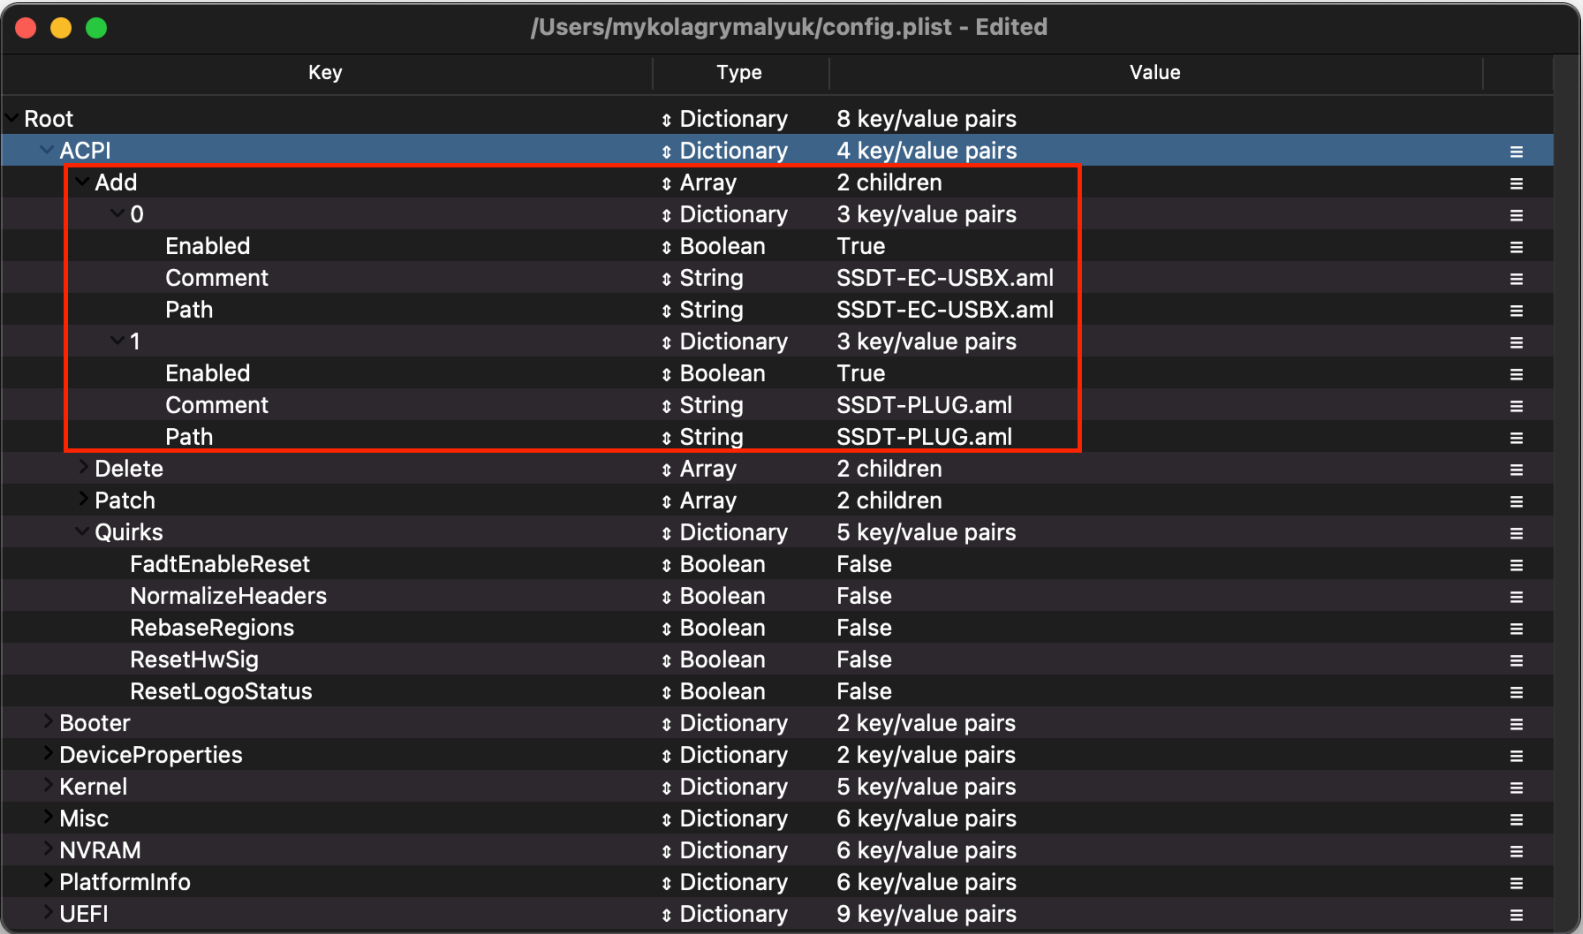 /Users/mykolagrymalyuk/config.plist - Edited
Key Type Value
Root Dictionary 8 key/value pairs
ACPI Dictionary 4 key/value pairs
Add Array 2 children
0 Dictionary 3 key/value pairs
Enabled Boolean True
Comment String SSDT-EC-USBX.aml
Path String SSDT-EC-USBX.aml
1 Dictionary 3 key/value pairs
Enabled Boolean True
Comment String SSDT-PLUG.aml
Path String SSDT-PLUG.aml
Delete Array 2 children
Patch Array 2 children
Quirks Dictionary 5 key/value pairs
FadtEnableReset Boolean False
NormalizeHeaders Boolean False
RebaseRegions Boolean False
ResetHwSig Boolean False
ResetLogoStatus Boolean False
Booter Dictionary 2 key/value pairs
DeviceProperties Dictionary 2 key/value pairs
Kernel Dictionary 5 key/value pairs
Misc Dictionary 6 key/value pairs
NVRAM Dictionary 6 key/value pairs
PlatformInfo Dictionary 6 key/value pairs
UEFI Dictionary 9 key/value pairs